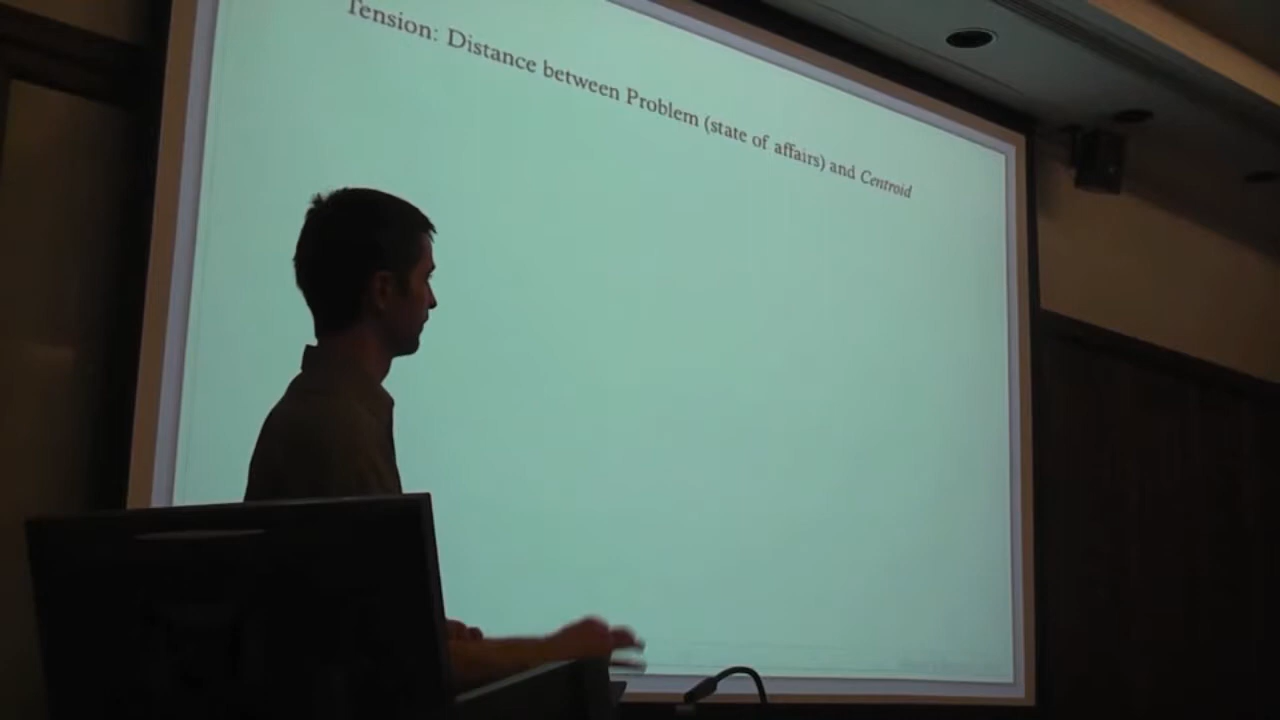 Tension: Distance between Problem (state of affairs) and Centroid